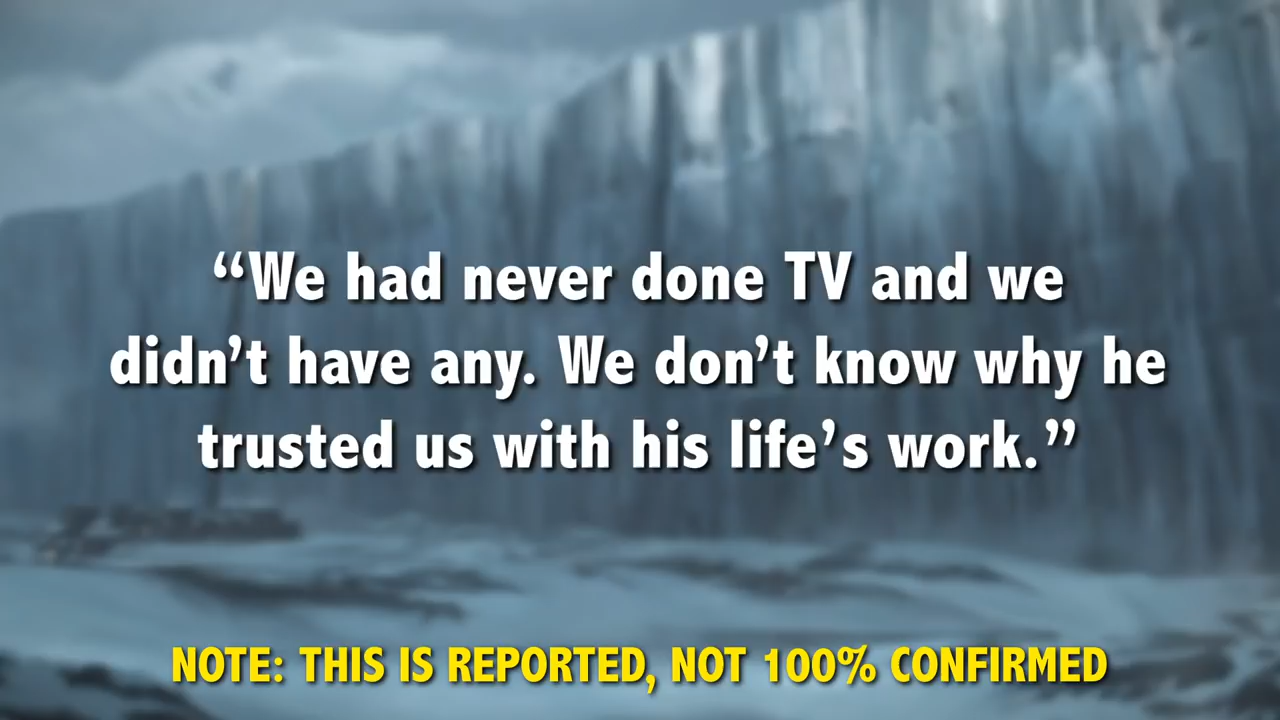 “We had never done TV and we
didn’t have any. We don’t know why he
trusted us with his life’s work.”
NOTE: THIS IS REPORTED, NOT 100% CONFIRMED